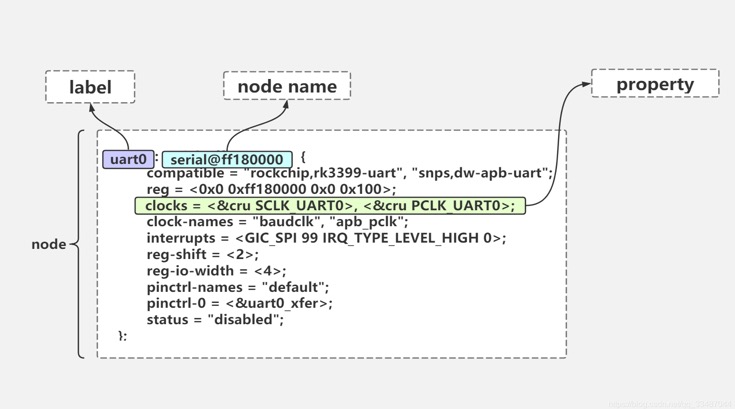 label
node name
property
uart0 : serial@ff180000 {
compatible = "rockchip,rk3399-uart", "snps,dw-apb-uart";
reg = <0x0 0xff180000 0x0 0x100>;
clocks = <&cru SCLK_UART0>, <&cru PCLK_UART0>;
clock-names = "baudclk", "apb_pclk";
interrupts = <GIC_SPI 99 IRQ_TYPE_LEVEL_HIGH 0>;
node
reg-shift = <2>;
reg-io-width = <4>;
pinctrl-names = "default";
pinctrl-0 = <&uart0_xfer>;
status = "disabled";
};